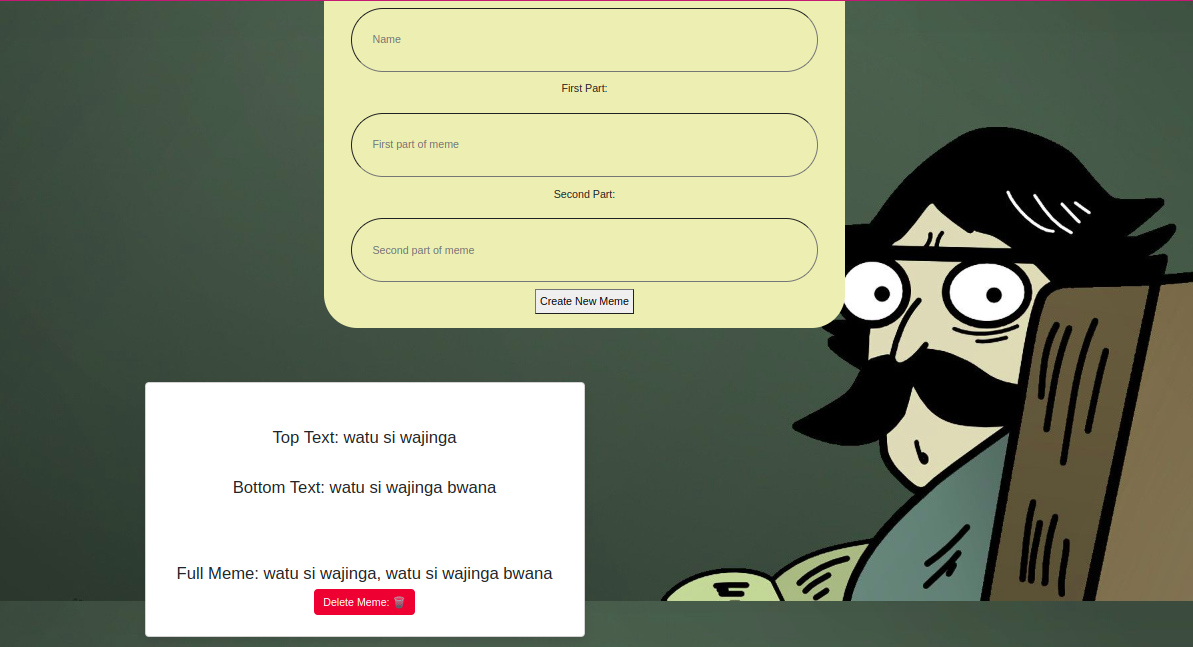 Name
First Part:
First part of meme
Second Part:
Second part of meme
Create New Meme
Top Text: watu si wajinga
Bottom Text: watu si wajinga bwana
Full Meme: watu si wajinga, watu si wajinga bwana
Delete Meme: 🗑️